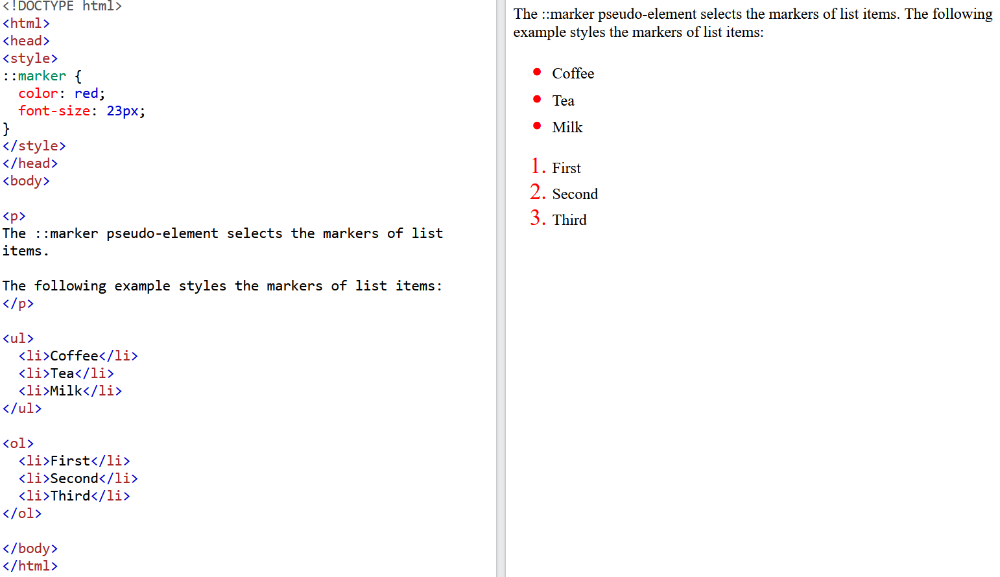 <!DOCTYPE html>
<html>
<head>
<style>
::marker {
  color: red;
  font-size: 23px;
}
</style>
</head>
<body>

<p>
The ::marker pseudo-element selects the markers of list
items.

The following example styles the markers of list items:
</p>

<ul>
  <li>Coffee</li>
  <li>Tea</li>
  <li>Milk</li>
</ul>

<ol>
  <li>First</li>
  <li>Second</li>
  <li>Third</li>
</ol>

</body>
</html>
The ::marker pseudo-element selects the markers of list items. The following
example styles the markers of list items:
• Coffee
• Tea
• Milk
1. First
2. Second
3. Third